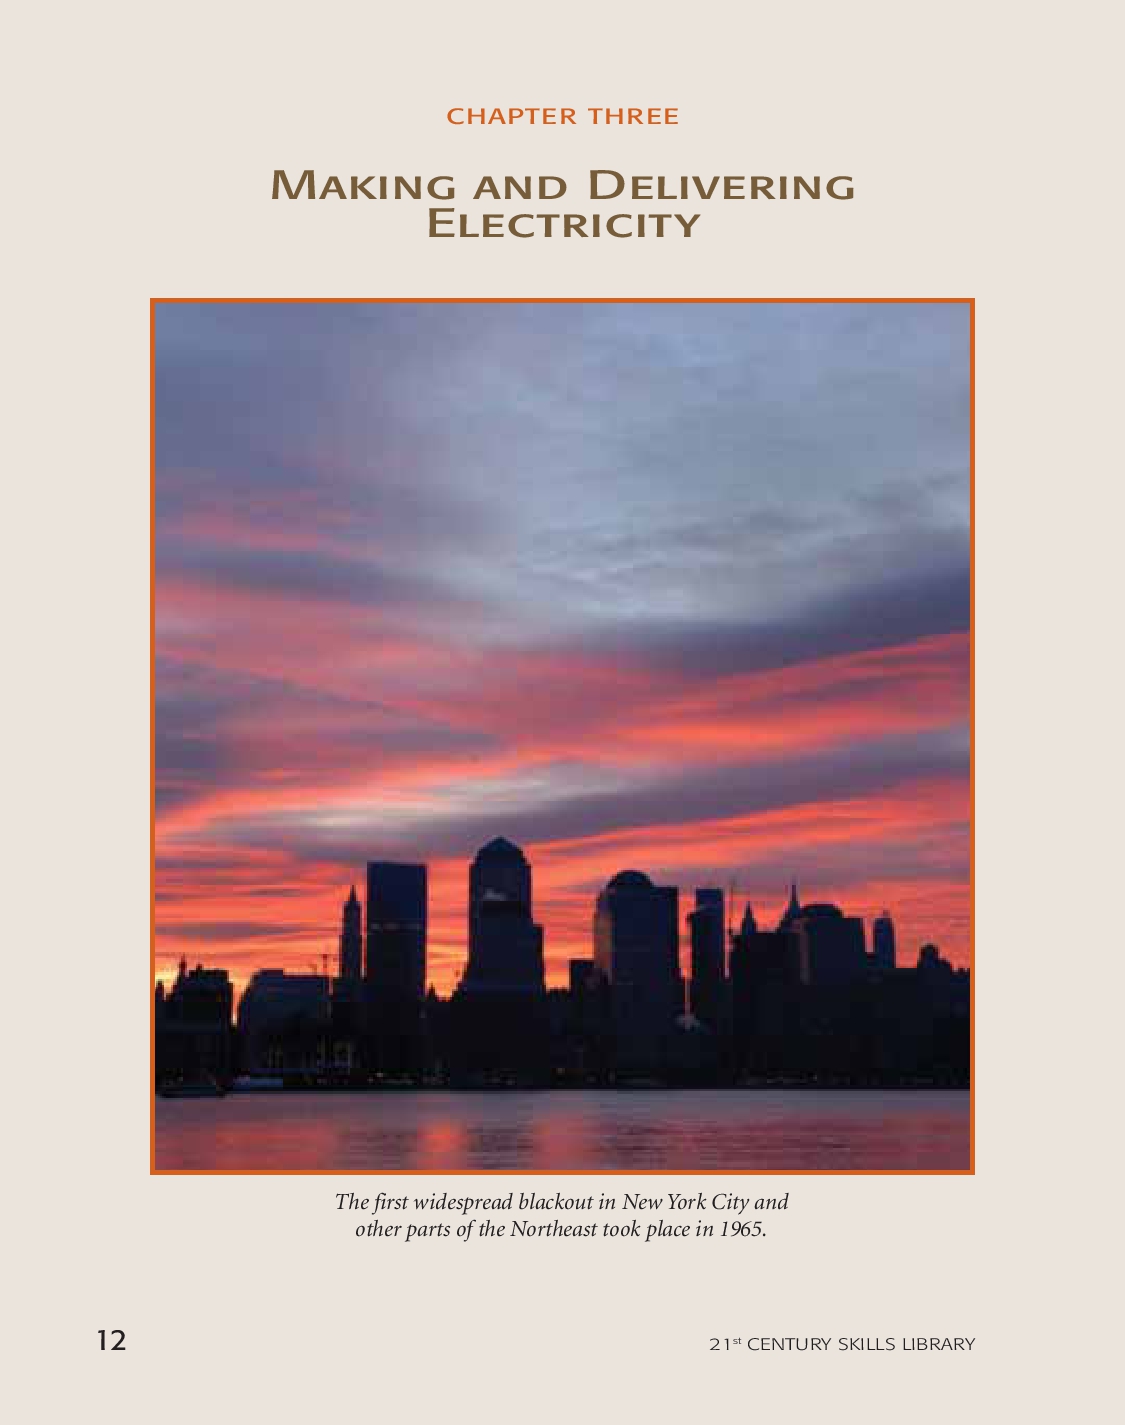 CHAPTER THREE
MAKING AND DELIVERING
ELECTRICITY
The first widespread blackout in New York City and
other parts of the Northeast took place in 1965.
12
21st CENTURY SKILLS LIBRARY